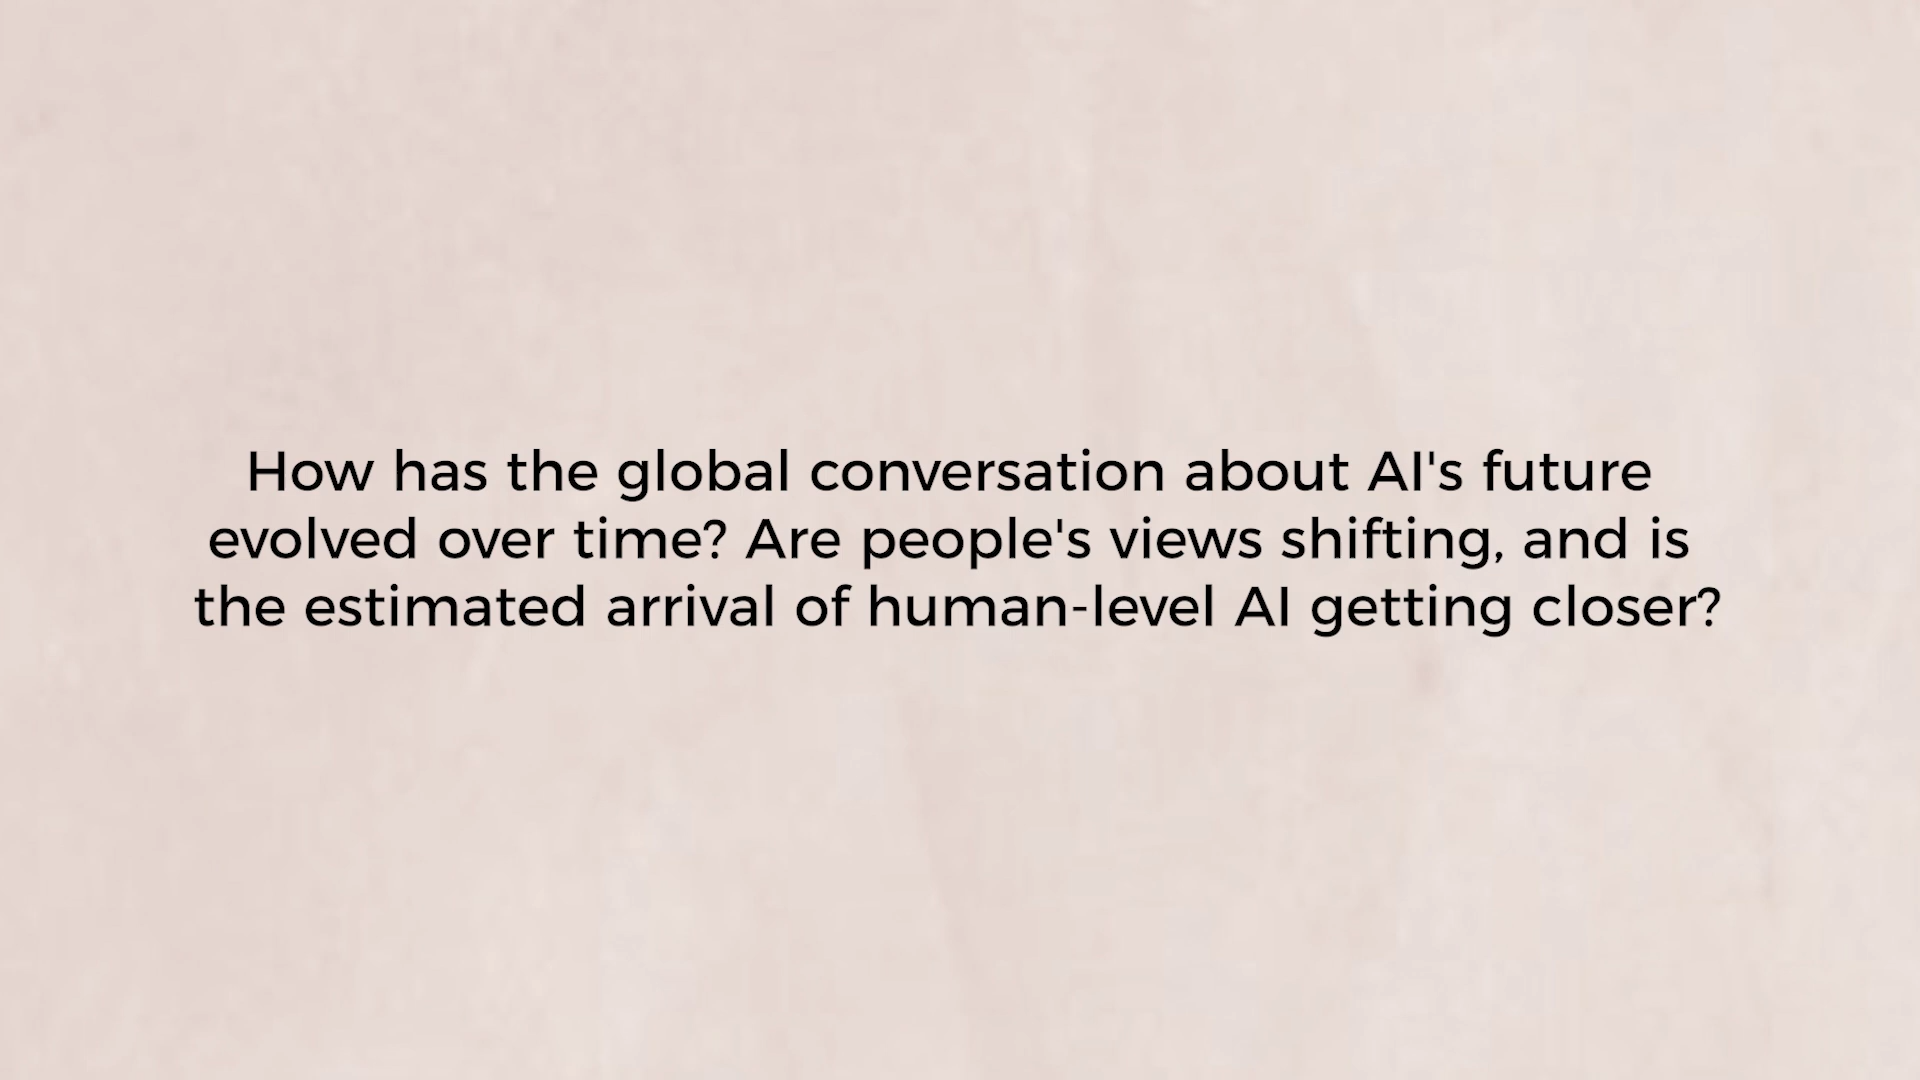 How has the global conversation about AI's future
evolved over time? Are people's views shifting, and is
the estimated arrival of human-level AI getting closer?